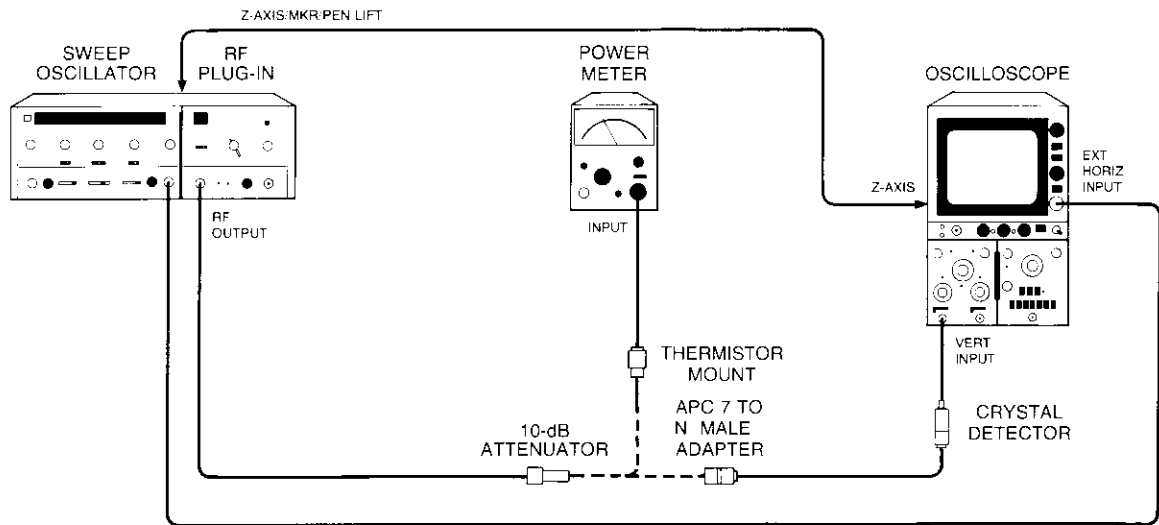 Z-AXIS/MKR/PEN LIFT
SWEEP
OSCILLATOR
RF
PLUG-IN
POWER
METER
OSCILLOSCOPE
EXT
HORIZ
INPUT
Z-AXIS
RF
OUTPUT
INPUT
VERT
INPUT
THERMISTOR
MOUNT
APC 7 TO
N MALE
ADAPTER
10-dB
ATTENUATOR
CRYSTAL
DETECTOR